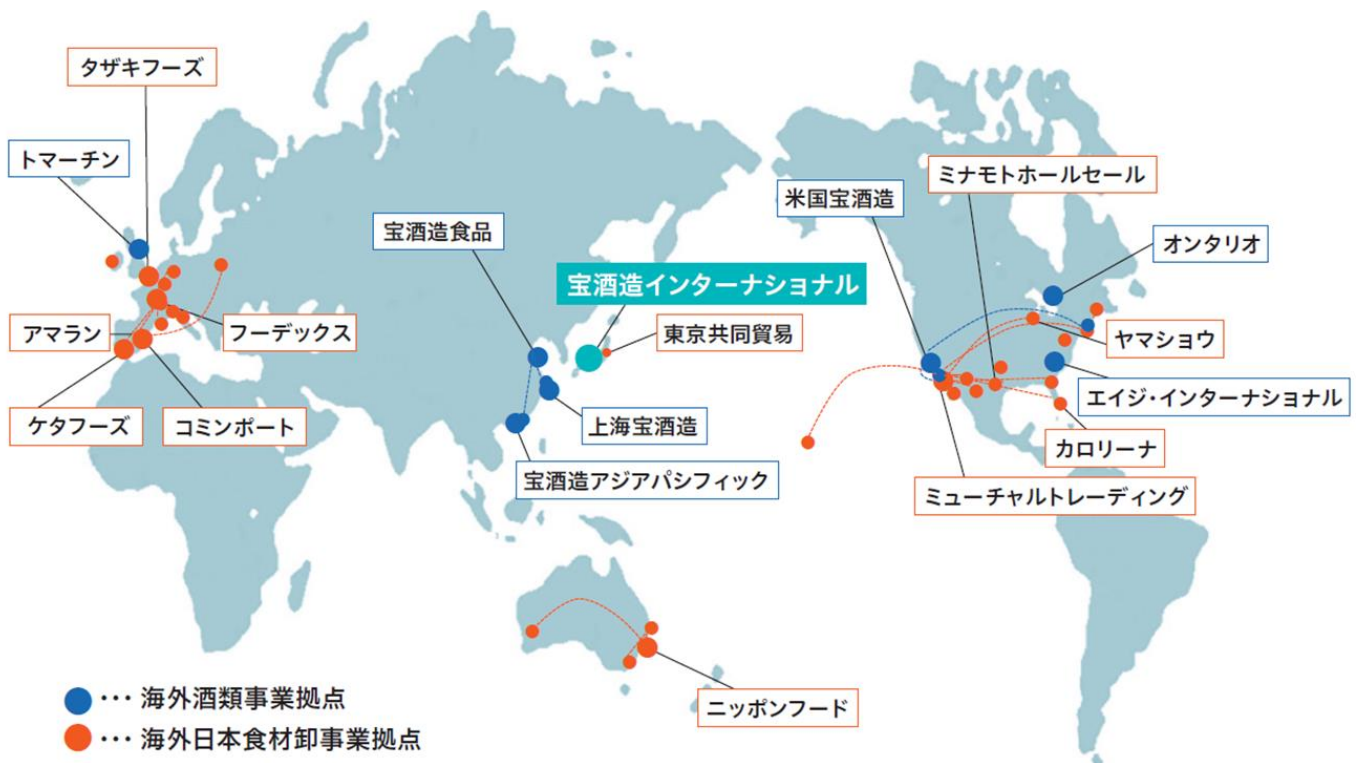 タザキフーズ
トマーチン
アマラン
フーデックス
ケタフーズ
コミンポート
宝酒造食品
宝酒造インターナショナル
東京共同貿易
上海宝酒造
宝酒造アジアパシフィック
ニッポンフード
米国宝酒造
ミナモトホールセール
オンタリオ
ヤマショウ
エイジ・インターナショナル
カロリーナ
ミューチャルトレーディング
･･･ 海外酒類事業拠点
･･･ 海外日本食材卸事業拠点